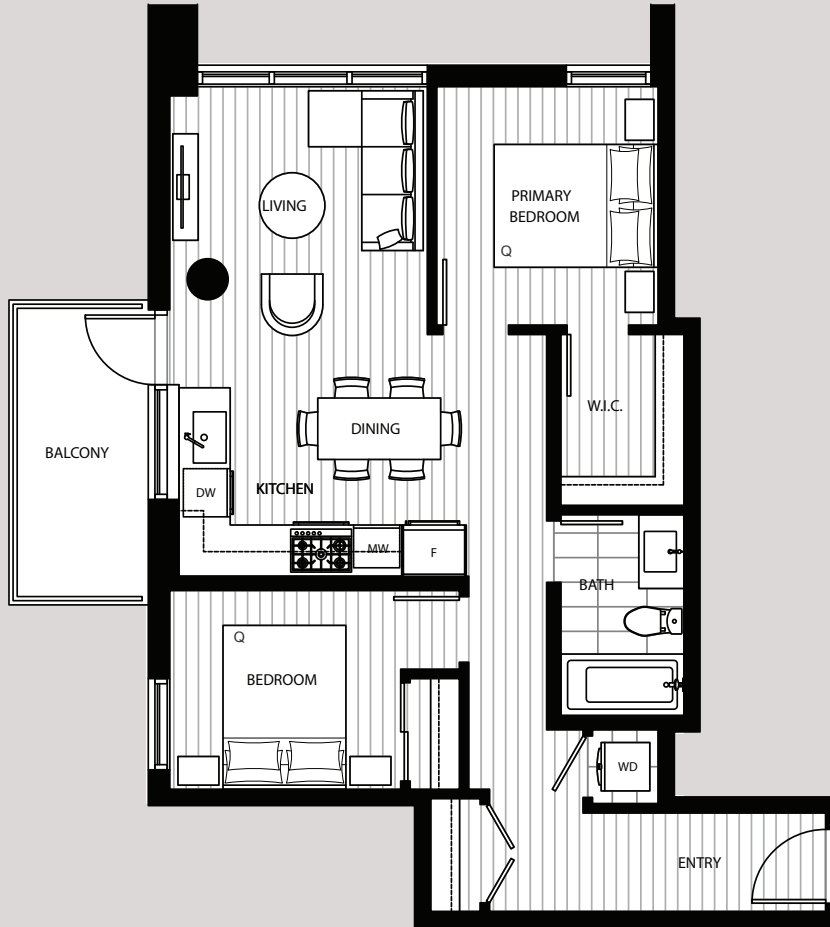 LIVING
PRIMARY
BEDROOM
Q
W.I.C.
DINING
BALCONY
KITCHEN
DW
MW
F
BATH
Q
BEDROOM
WD
ENTRY